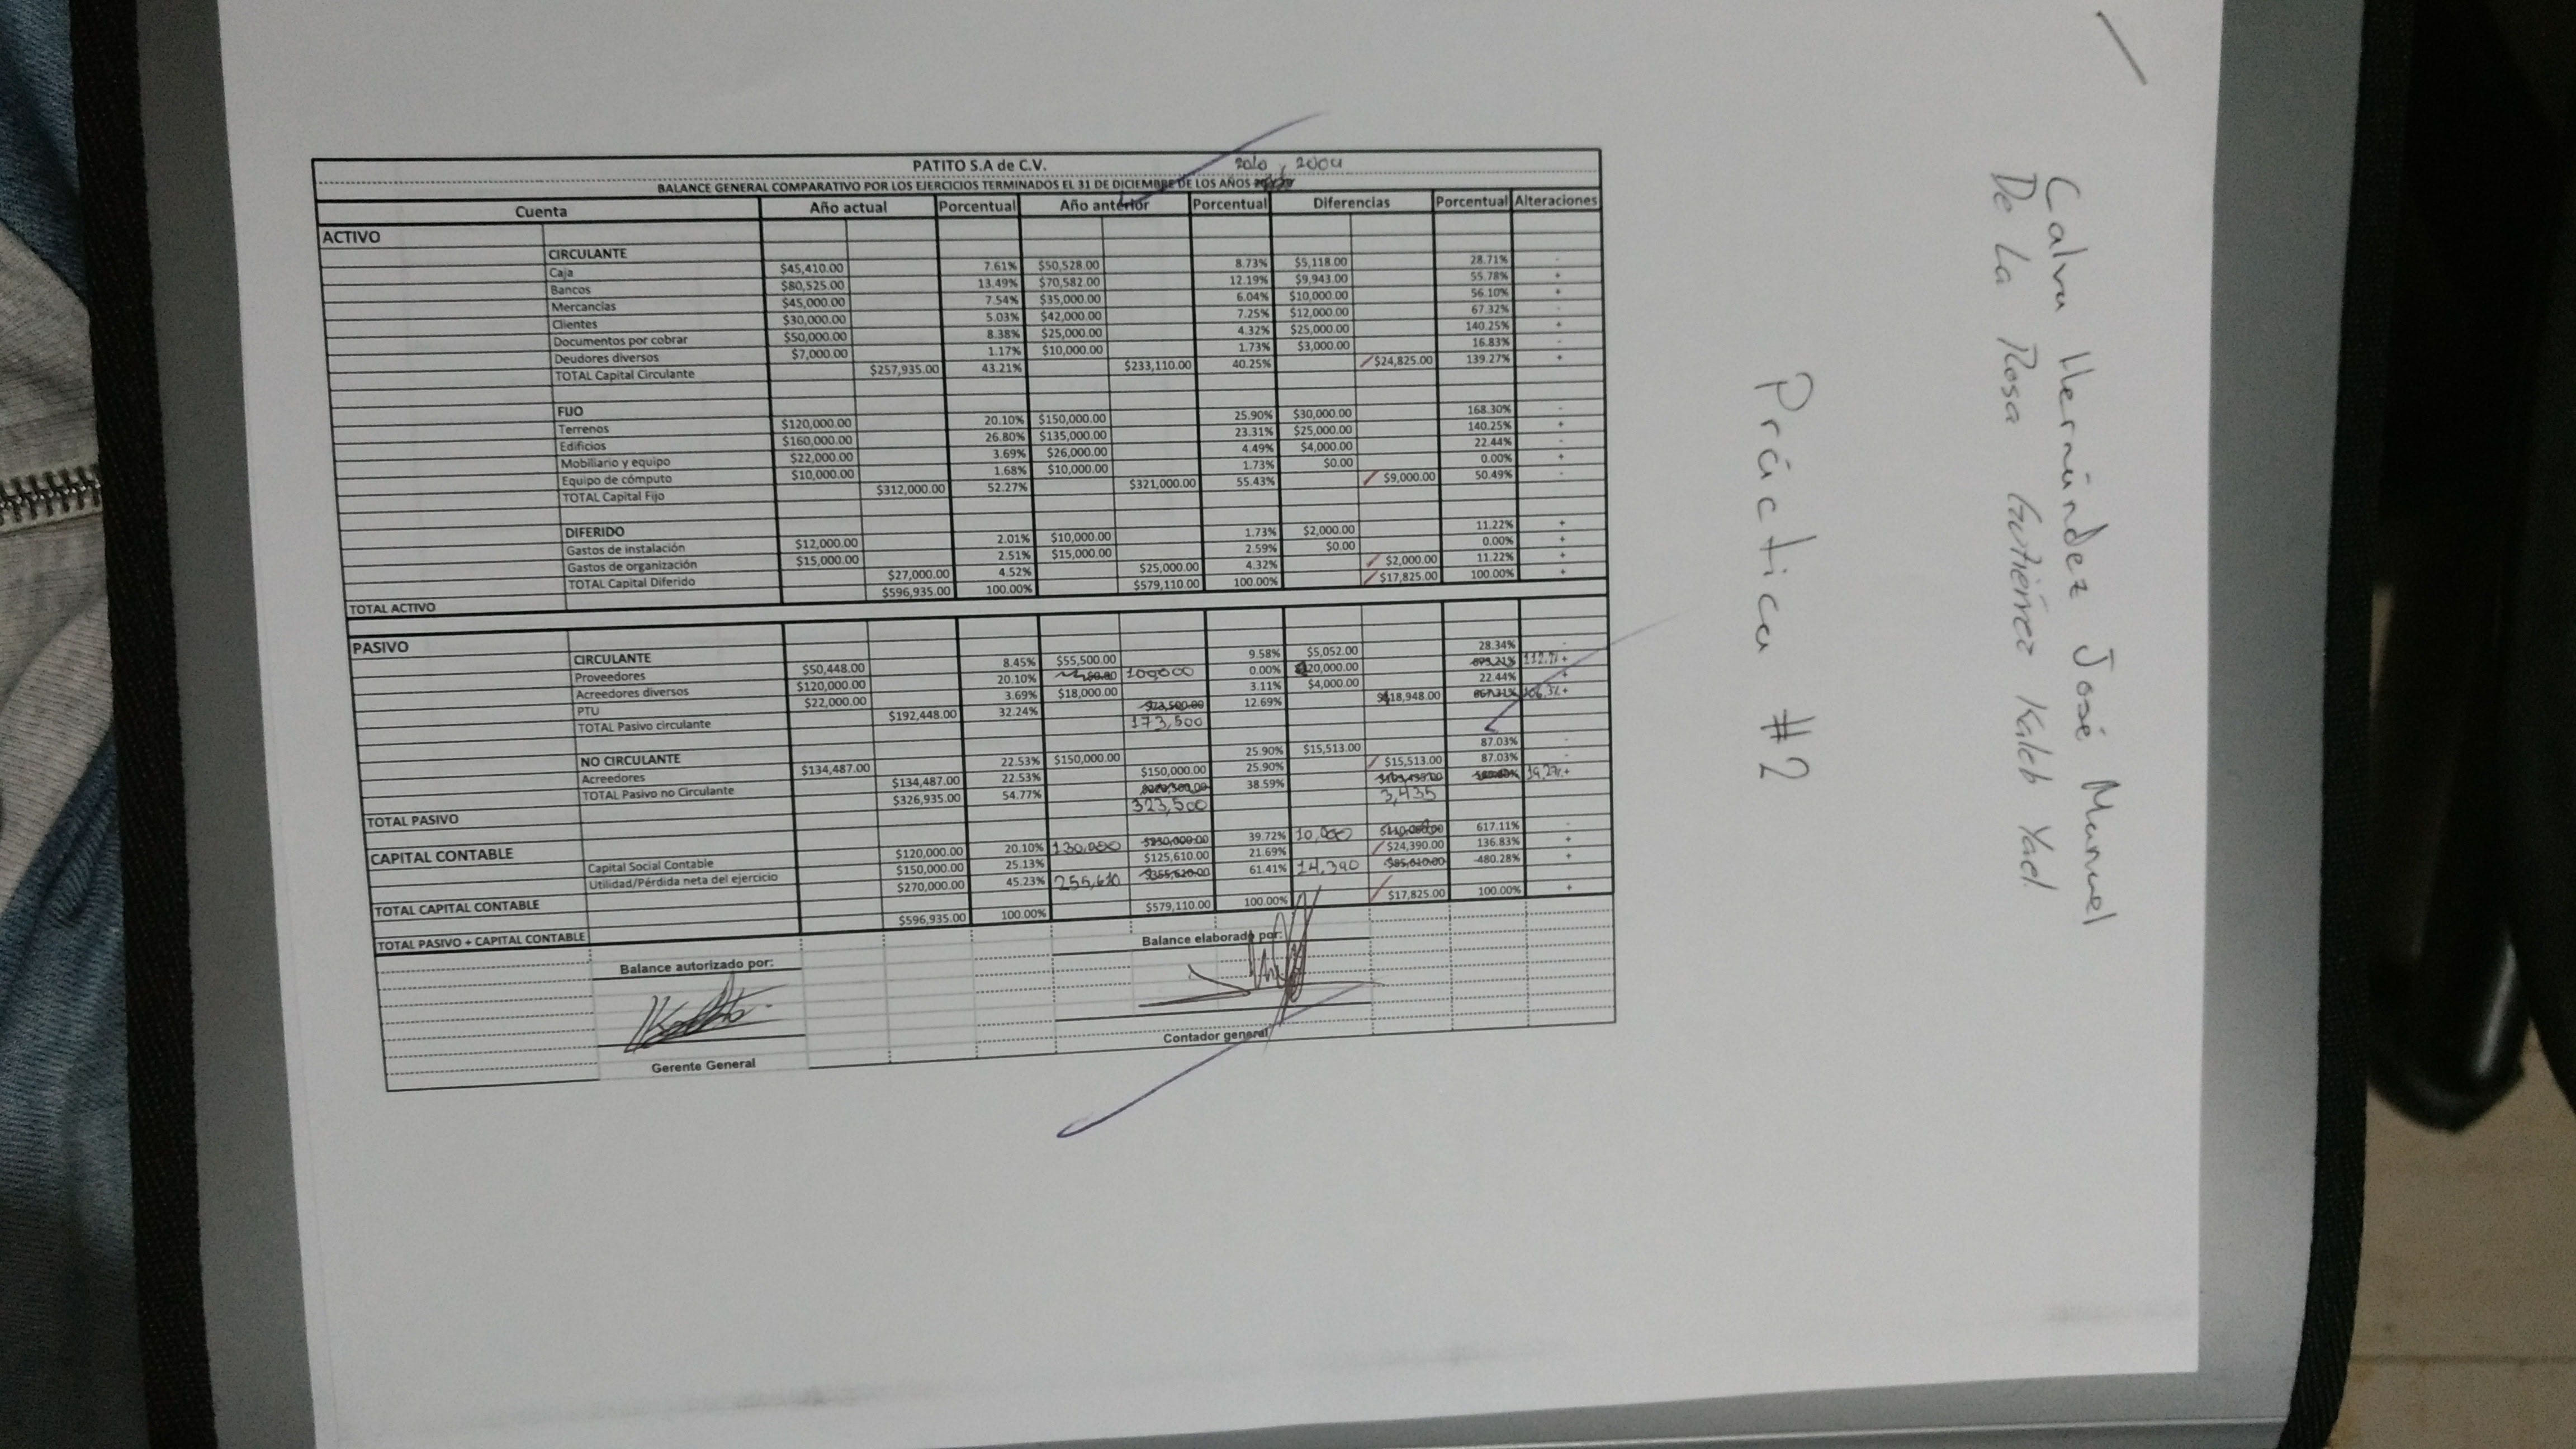 PATITO S.A de C.V. 2010, 2009
BALANCE GENERAL COMPARATIVO POR LOS EJERCICIOS TERMINADOS EL 31 DE DICIEMBRE DE LOS AÑOS
Cuenta Año actual Porcentual Año anterior Porcentual Diferencias Porcentual Alteraciones
ACTIVO
CIRCULANTE
Caja $45,410.00 7.61% $50,528.00 8.73% $5,118.00 28.71% -
Bancos $80,525.00 13.49% $70,582.00 12.19% $9,943.00 55.78% +
Mercancías $45,000.00 7.54% $35,000.00 6.04% $10,000.00 56.10% +
Clientes $30,000.00 5.03% $42,000.00 7.25% $12,000.00 67.32% -
Documentos por cobrar $50,000.00 8.38% $25,000.00 4.32% $25,000.00 140.25% +
Deudores diversos $7,000.00 1.17% $10,000.00 1.73% $3,000.00 16.83% -
TOTAL Capital Circulante $257,935.00 43.21% $233,110.00 40.25% $24,825.00 139.27% +
FIJO
Terrenos $120,000.00 20.10% $150,000.00 25.90% $30,000.00 168.30% -
Edificios $160,000.00 26.80% $135,000.00 23.31% $25,000.00 140.25% +
Mobiliario y equipo $22,000.00 3.69% $26,000.00 4.49% $4,000.00 22.44% -
Equipo de cómputo $10,000.00 1.68% $10,000.00 1.73% $0.00 0.00% +
TOTAL Capital Fijo $312,000.00 52.27% $321,000.00 55.43% $9,000.00 50.49% -
DIFERIDO
Gastos de instalación $12,000.00 2.01% $10,000.00 1.73% $2,000.00 11.22% +
Gastos de organización $15,000.00 2.51% $15,000.00 2.59% $0.00 0.00% +
TOTAL Capital Diferido $27,000.00 4.52% $25,000.00 4.32% $2,000.00 11.22% +
TOTAL ACTIVO $596,935.00 100.00% $579,110.00 100.00% $17,825.00 100.00% +
PASIVO
CIRCULANTE
Proveedores $50,448.00 8.45% $55,500.00 9.58% $5,052.00 28.34% -
Acreedores diversos $120,000.00 20.10% 100,000 0.00% 20,000.00 +
PTU $22,000.00 3.69% $18,000.00 3.11% $4,000.00 22.44% +
TOTAL Pasivo circulante $192,448.00 32.24% $73,500.00 12.69% 18,948.00 +
173,500
NO CIRCULANTE
Acreedores $134,487.00 22.53% $150,000.00 25.90% $15,513.00 87.03% -
TOTAL Pasivo no Circulante $134,487.00 22.53% $150,000.00 25.90% $15,513.00 87.03% -
TOTAL PASIVO $326,935.00 54.77% 38.59% +
323,500 3,435
CAPITAL CONTABLE
Capital Social Contable $120,000.00 20.10% 130,000 $230,000.00 39.72% 10,000 $110,000.00 617.11% -
Utilidad/Pérdida neta del ejercicio $150,000.00 25.13% $125,610.00 21.69% $24,390.00 136.83% +
TOTAL CAPITAL CONTABLE $270,000.00 45.23% 255,610 $355,610.00 61.41% 14,390 $85,610.00 -480.28% +
TOTAL PASIVO + CAPITAL CONTABLE $596,935.00 100.00% $579,110.00 100.00% $17,825.00 100.00% +
Balance autorizado por: Balance elaborado por:
Gerente General Contador general
Práctica #2
Calva Hernández José Manuel
De La Rosa Gutiérrez Kaleb Yael